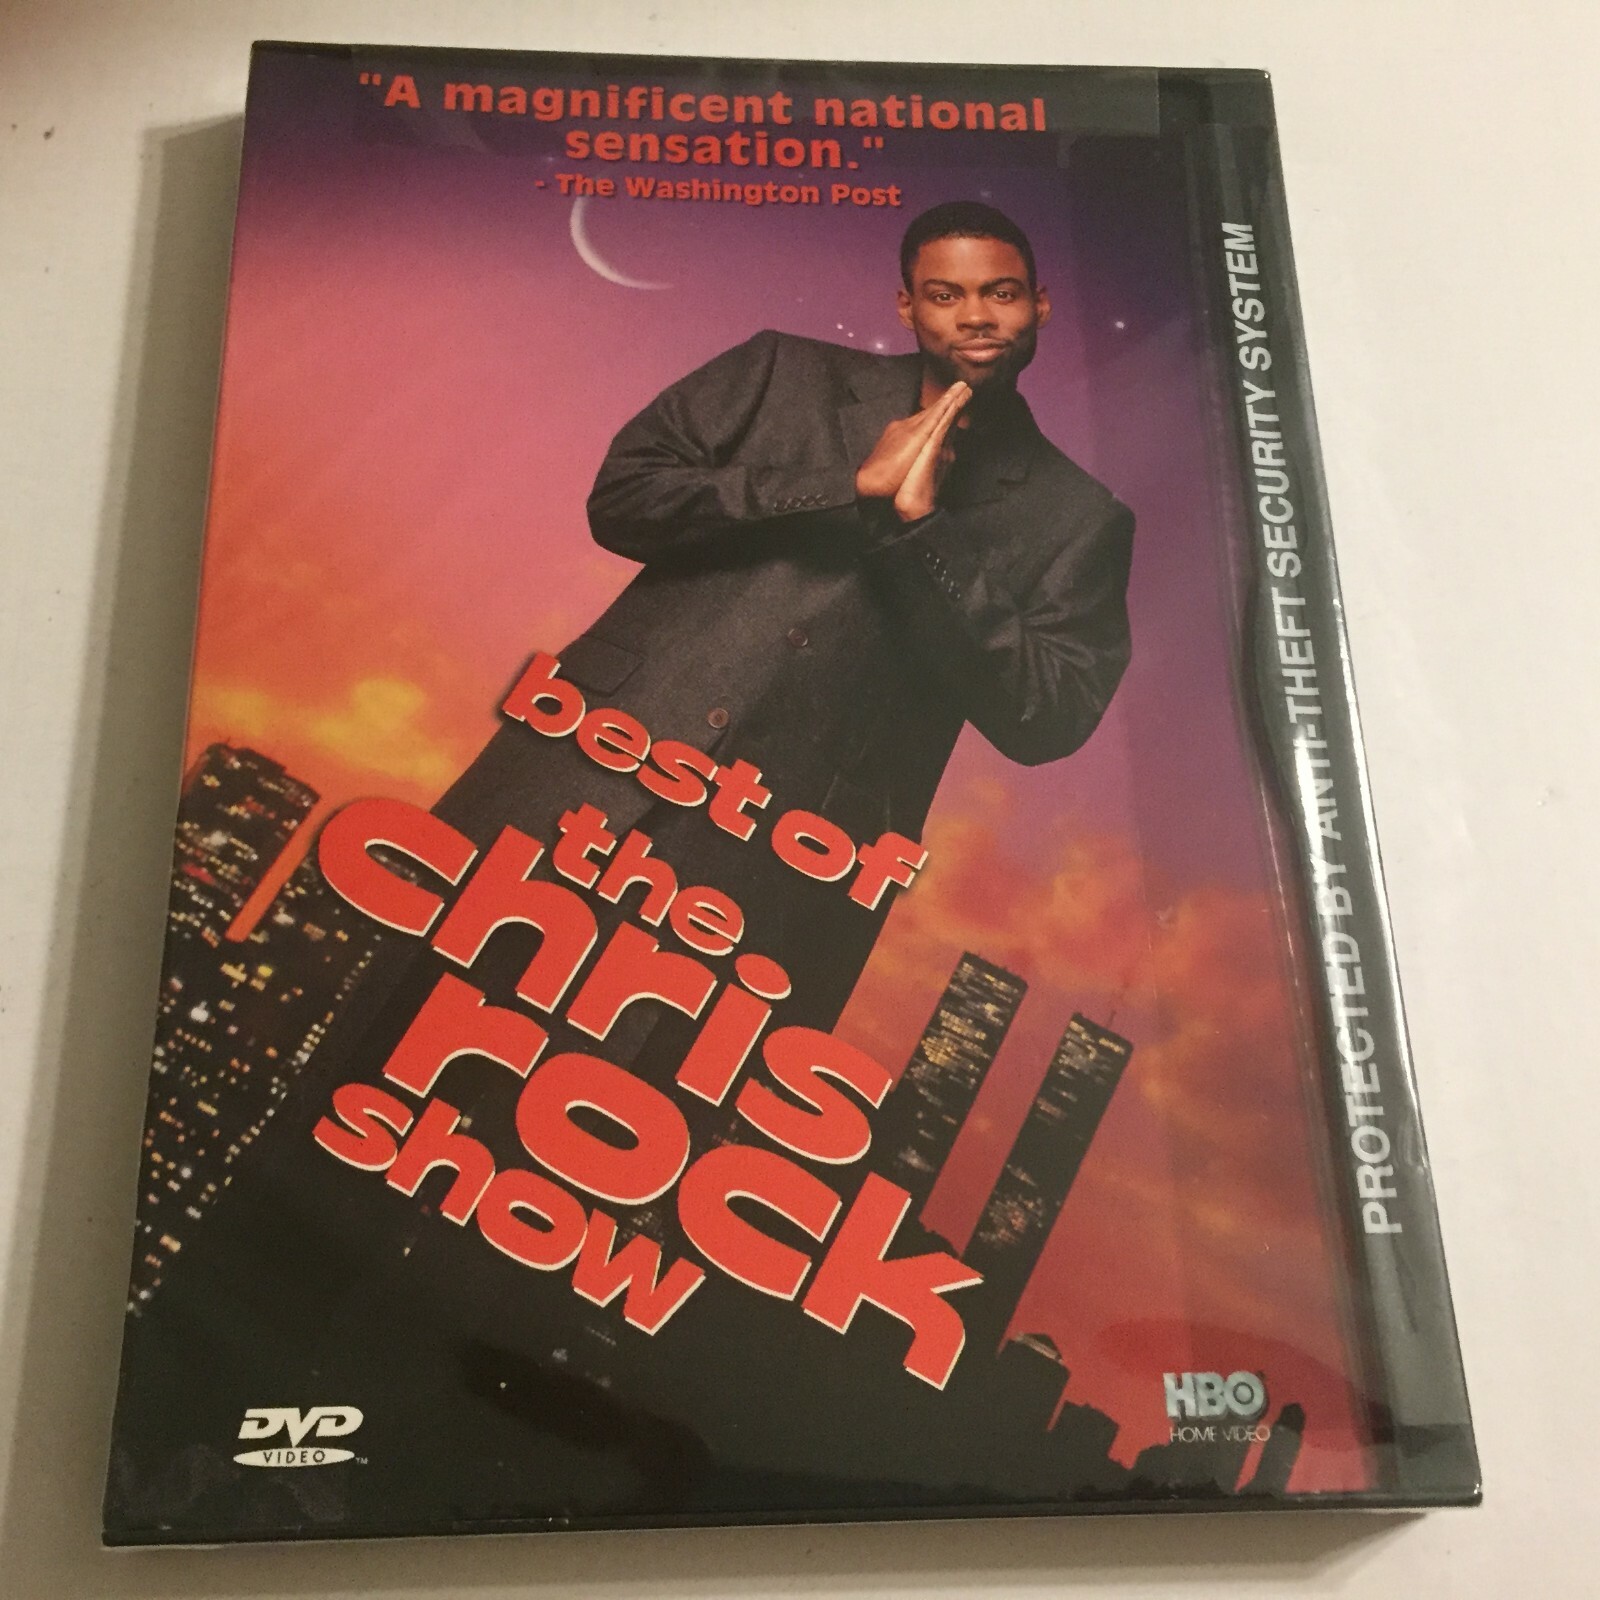 "A magnificent national
sensation."
- The Washington Post
best of
the
chris
rock
show
DVD
VIDEO
TM
HBO
HOME VIDEO
PROTECTED BY ANTI-THEFT SECURITY SYSTEM